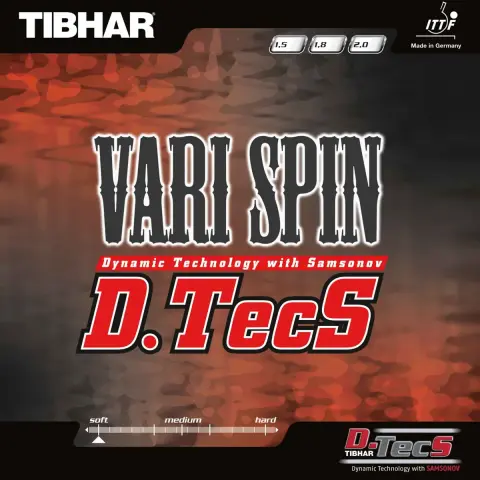 TIBHAR
1.5 1.8 2.0
ITTF
Made in Germany
VARI SPIN
Dynamic Technology with Samsonov
D.TecS
soft medium hard
D.TecS
TIBHAR
Dynamic Technology with SAMSONOV